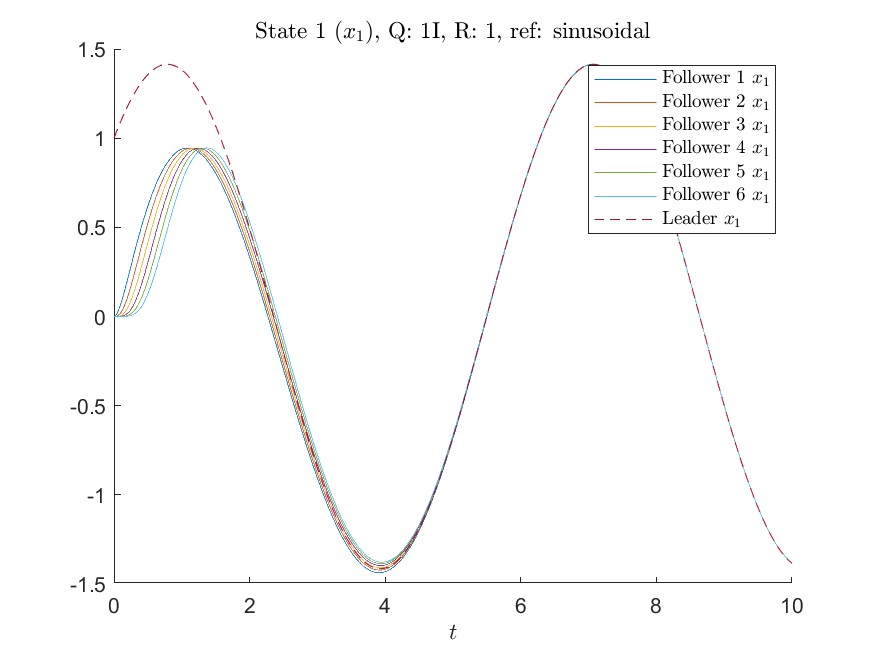 State 1 (x₁), Q: 1I, R: 1, ref: sinusoidal
1.5
1
0.5
0
-0.5
-1
-1.5
0
2
4
6
8
10
t
Follower 1 x₁
Follower 2 x₁
Follower 3 x₁
Follower 4 x₁
Follower 5 x₁
Follower 6 x₁
Leader x₁